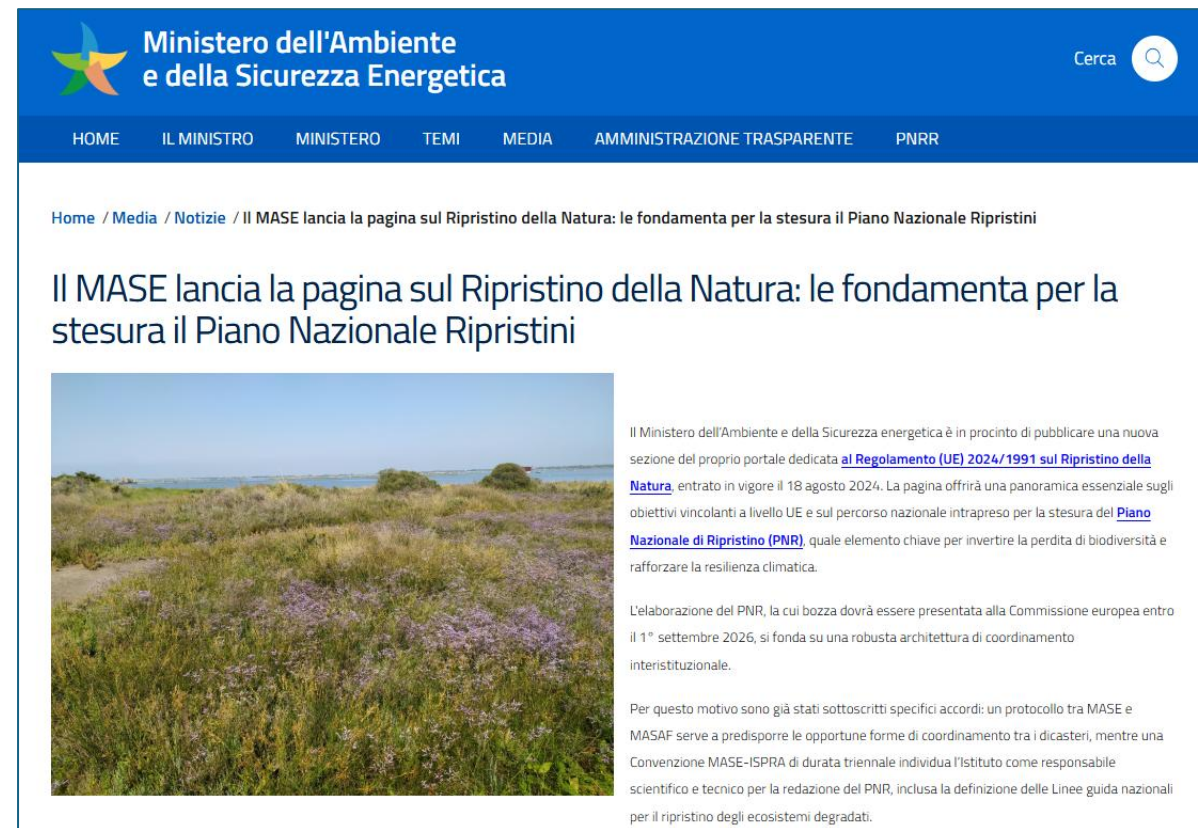 Ministero dell'Ambiente
e della Sicurezza Energetica
Cerca
HOME IL MINISTRO MINISTERO TEMI MEDIA AMMINISTRAZIONE TRASPARENTE PNRR
Home / Media / Notizie / Il MASE lancia la pagina sul Ripristino della Natura: le fondamenta per la stesura il Piano Nazionale Ripristini
Il MASE lancia la pagina sul Ripristino della Natura: le fondamenta per la
stesura il Piano Nazionale Ripristini
Il Ministero dell'Ambiente e della Sicurezza energetica è in procinto di pubblicare una nuova
sezione del proprio portale dedicata al Regolamento (UE) 2024/1991 sul Ripristino della
Natura, entrato in vigore il 18 agosto 2024. La pagina offrirà una panoramica essenziale sugli
obiettivi vincolanti a livello UE e sul percorso nazionale intrapreso per la stesura del Piano
Nazionale di Ripristino (PNR), quale elemento chiave per invertire la perdita di biodiversità e
rafforzare la resilienza climatica.
L'elaborazione del PNR, la cui bozza dovrà essere presentata alla Commissione europea entro
il 1° settembre 2026, si fonda su una robusta architettura di coordinamento
interistituzionale.
Per questo motivo sono già stati sottoscritti specifici accordi: un protocollo tra MASE e
MASAF serve a predisporre le opportune forme di coordinamento tra i dicasteri, mentre una
Convenzione MASE-ISPRA di durata triennale individua l'Istituto come responsabile
scientifico e tecnico per la redazione del PNR, inclusa la definizione delle Linee guida nazionali
per il ripristino degli ecosistemi degradati.